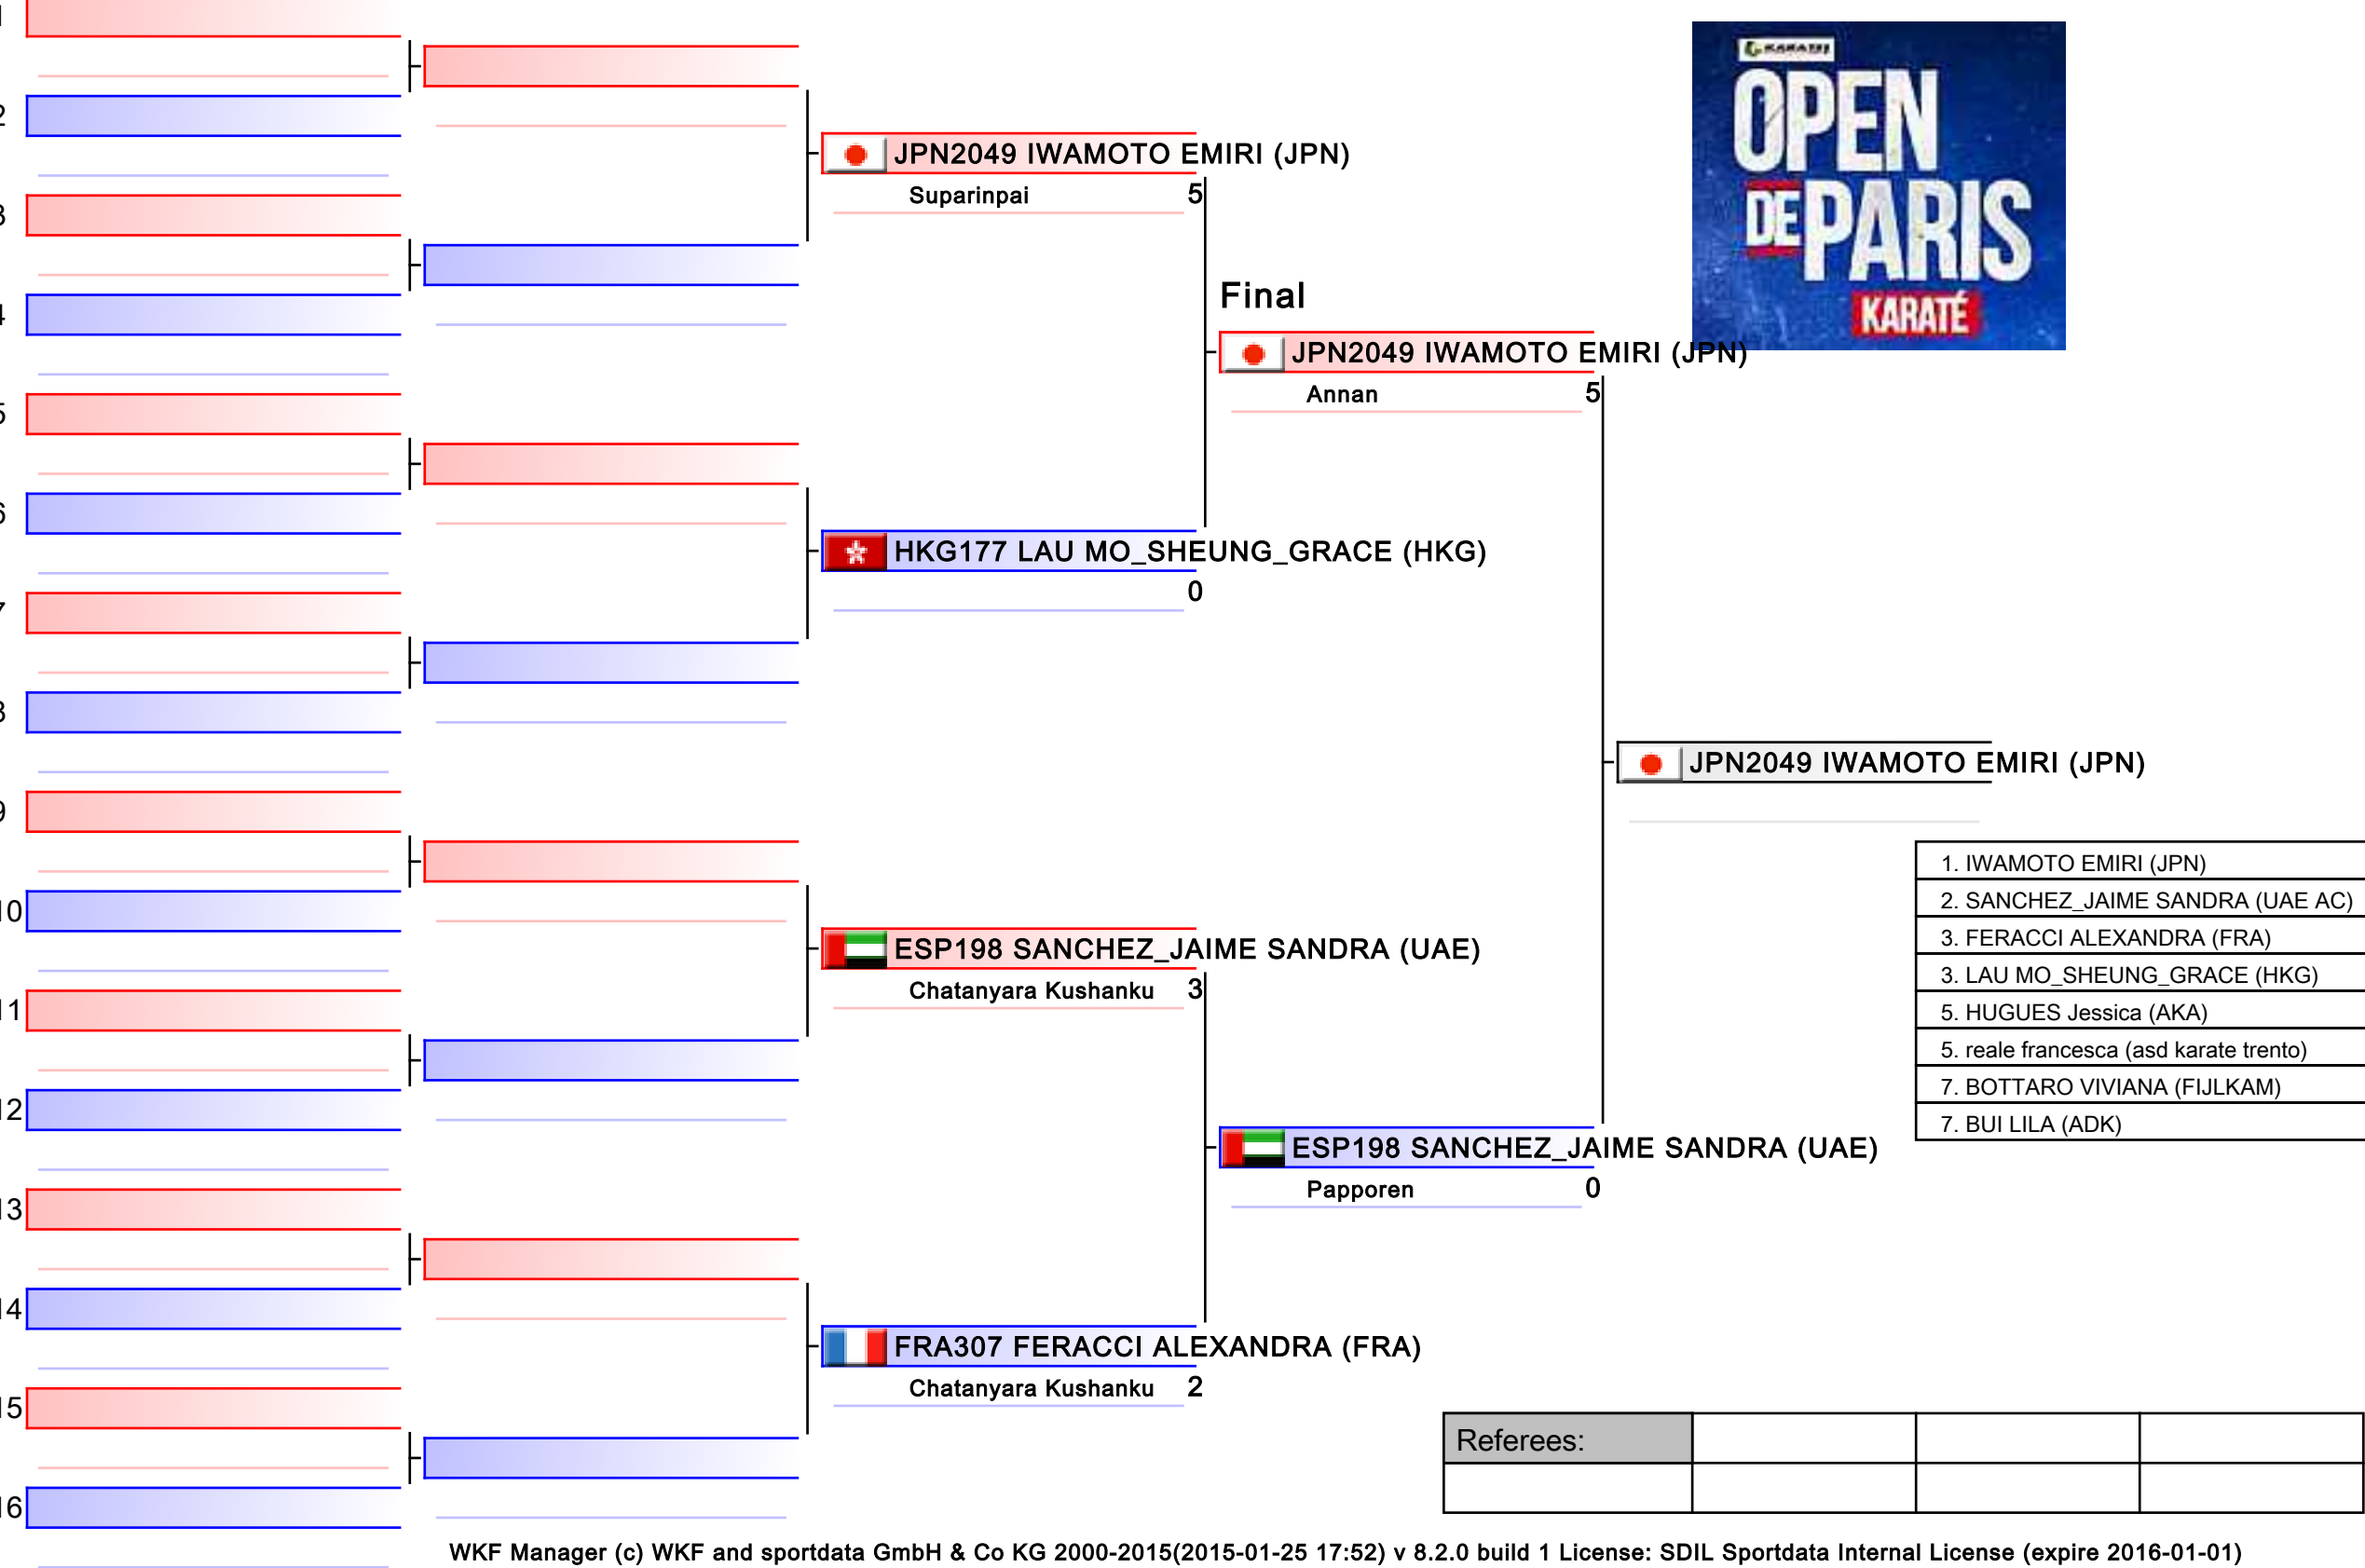 1
2
3
4
5
6
7
8
9
10
11
12
13
14
15
16
JPN2049 IWAMOTO EMIRI (JPN)
Suparinpai 5
HKG177 LAU MO_SHEUNG_GRACE (HKG)
0
ESP198 SANCHEZ_JAIME SANDRA (UAE)
Chatanyara Kushanku 3
FRA307 FERACCI ALEXANDRA (FRA)
Chatanyara Kushanku 2
Final
JPN2049 IWAMOTO EMIRI (JPN)
Annan 5
ESP198 SANCHEZ_JAIME SANDRA (UAE)
Papporen 0
JPN2049 IWAMOTO EMIRI (JPN)
KARATE1
OPEN
DE PARIS
KARATÉ
1. IWAMOTO EMIRI (JPN)
2. SANCHEZ_JAIME SANDRA (UAE AC)
3. FERACCI ALEXANDRA (FRA)
3. LAU MO_SHEUNG_GRACE (HKG)
5. HUGUES Jessica (AKA)
5. reale francesca (asd karate trento)
7. BOTTARO VIVIANA (FIJLKAM)
7. BUI LILA (ADK)
Referees:
WKF Manager (c) WKF and sportdata GmbH & Co KG 2000-2015(2015-01-25 17:52) v 8.2.0 build 1 License: SDIL Sportdata Internal License (expire 2016-01-01)